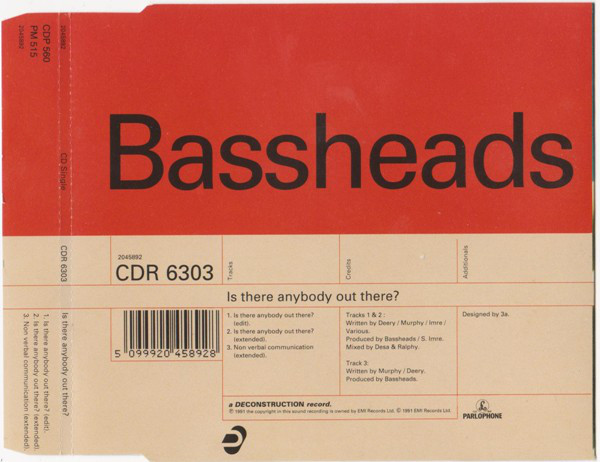 2045892
CDP 560
PM 515
2045892
CD Single
CDR 6303
Is there anybody out there?
1. Is there anybody out there? (edit).
2. Is there anybody out there? (extended).
3. Non verbal communication (extended).
Bassheads
2045892
CDR 6303
Tracks
Credits
Additionals
Is there anybody out there?
1. Is there anybody out there?
(edit).
2. Is there anybody out there?
(extended).
3. Non verbal communication
(extended).
Tracks 1 & 2 :
Written by Deery / Murphy / Imre /
Various.
Produced by Bassheads / S. Imre.
Mixed by Desa & Ralphy.
Track 3:
Written by Murphy / Deery.
Produced by Bassheads.
Designed by 3a.
5 099920 458928
a DECONSTRUCTION record.
℗ 1991 the copyright in this sound recording is owned by EMI Records Ltd. © 1991 EMI Records Ltd.
PARLOPHONE